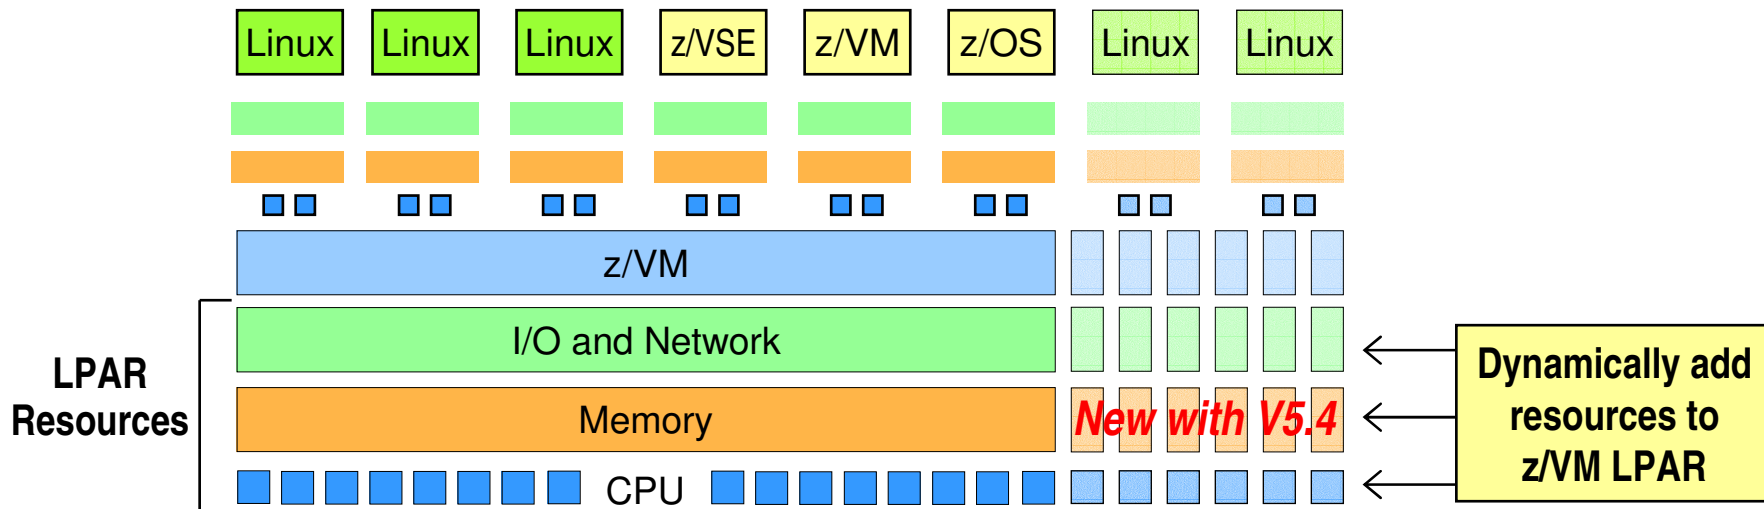 Linux Linux Linux z/VSE z/VM z/OS Linux Linux
z/VM
I/O and Network
LPAR
Resources
Memory
New with V5.4
CPU
Dynamically add
resources to
z/VM LPAR